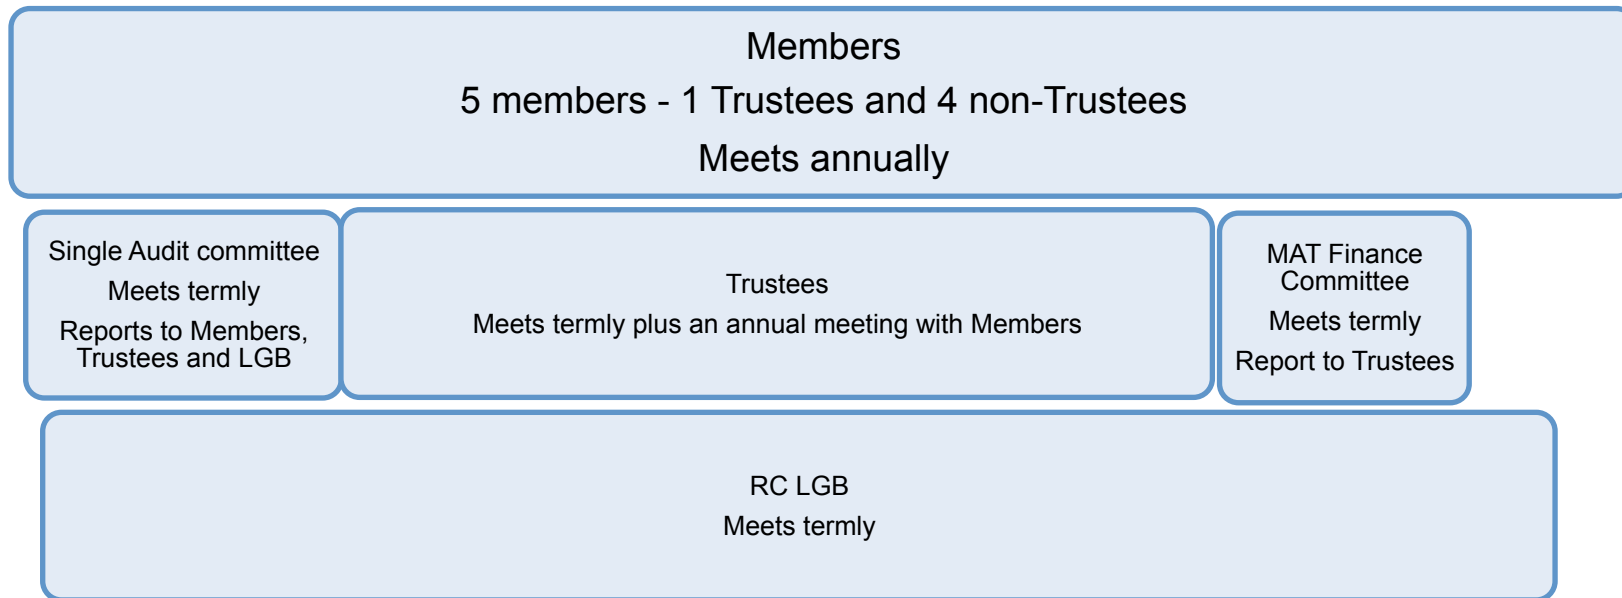 Members
5 members - 1 Trustees and 4 non-Trustees
Meets annually
Single Audit committee
Meets termly
Reports to Members,
Trustees and LGB
Trustees
Meets termly plus an annual meeting with Members
MAT Finance
Committee
Meets termly
Report to Trustees
RC LGB
Meets termly